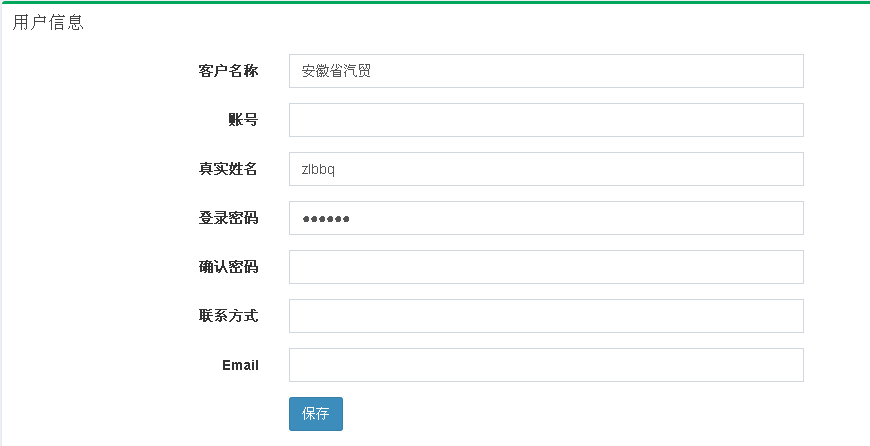 用户信息
客户名称 安徽省汽贸
账号
真实姓名 zlbbq
登录密码 ●●●●●●
确认密码
联系方式
Email
保存